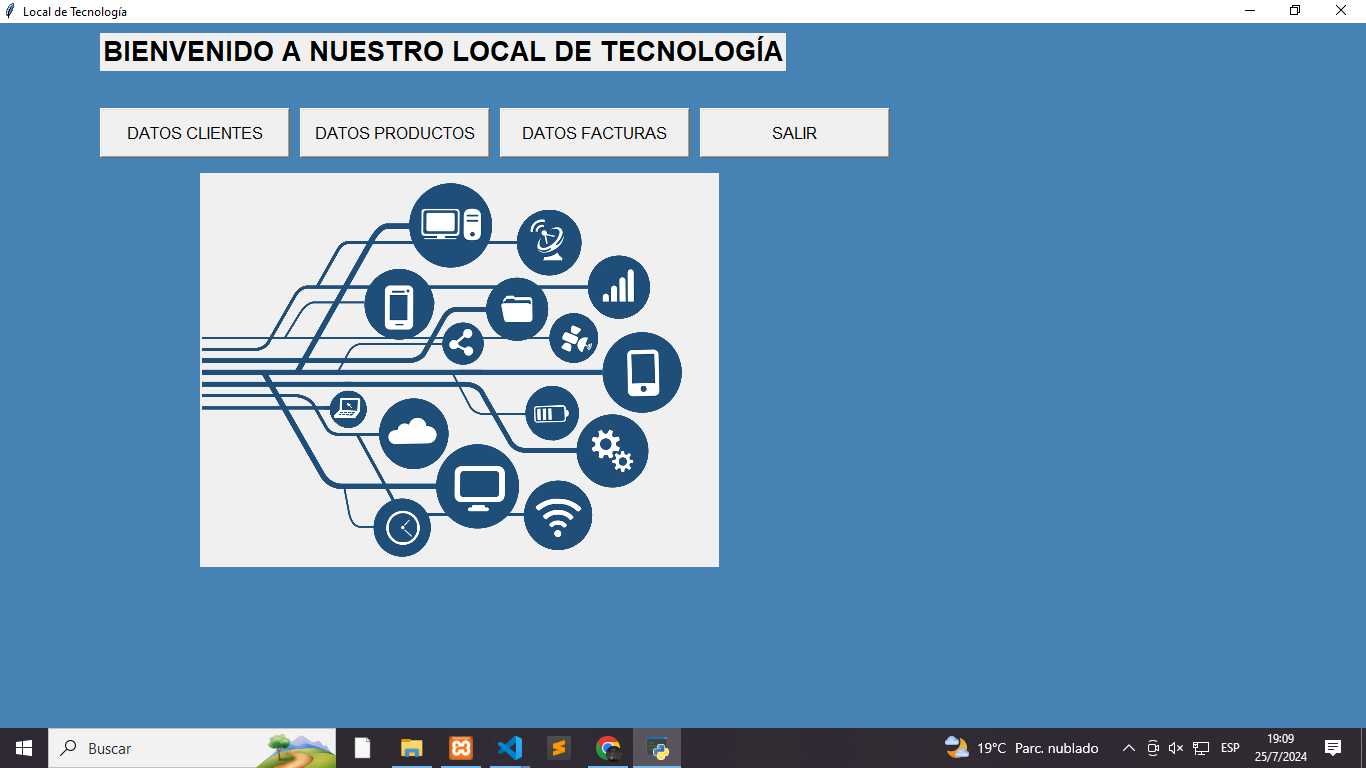 Local de Tecnología
BIENVENIDO A NUESTRO LOCAL DE TECNOLOGÍA
DATOS CLIENTES
DATOS PRODUCTOS
DATOS FACTURAS
SALIR
Buscar
19°C Parc. nublado
ESP
19:09
25/7/2024